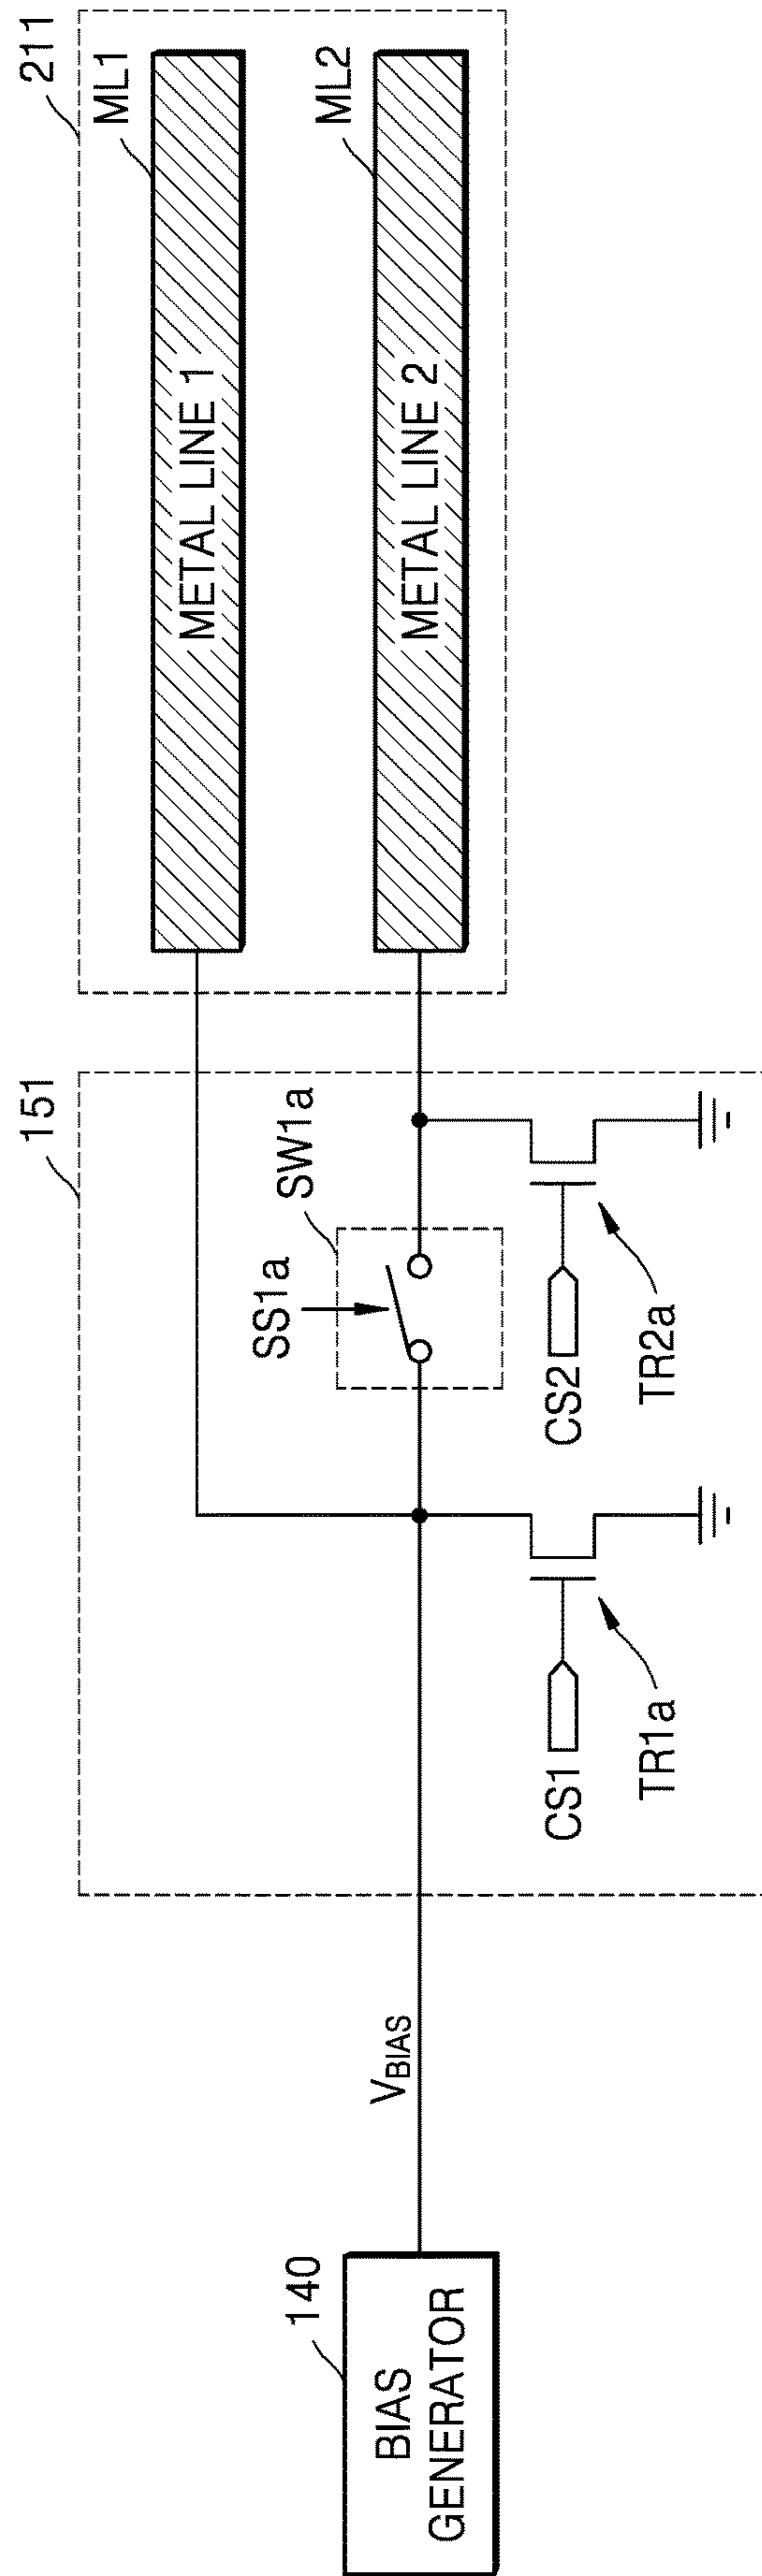 211
ML1
METAL LINE 1
ML2
METAL LINE 2
151
SW1a
SS1a
CS2
TR2a
CS1
TR1a
VBIAS
140
BIAS
GENERATOR